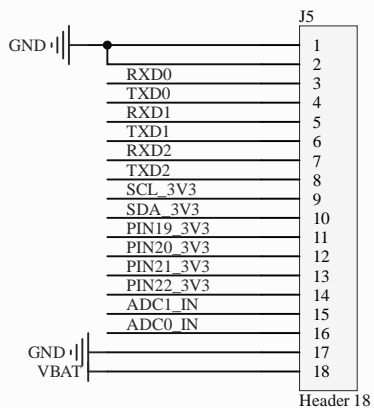 J5
GND 1
2
RXD0 3
TXD0 4
RXD1 5
TXD1 6
RXD2 7
TXD2 8
SCL_3V3 9
SDA_3V3 10
PIN19_3V3 11
PIN20_3V3 12
PIN21_3V3 13
PIN22_3V3 14
ADC1_IN 15
ADC0_IN 16
GND 17
VBAT 18
Header 18